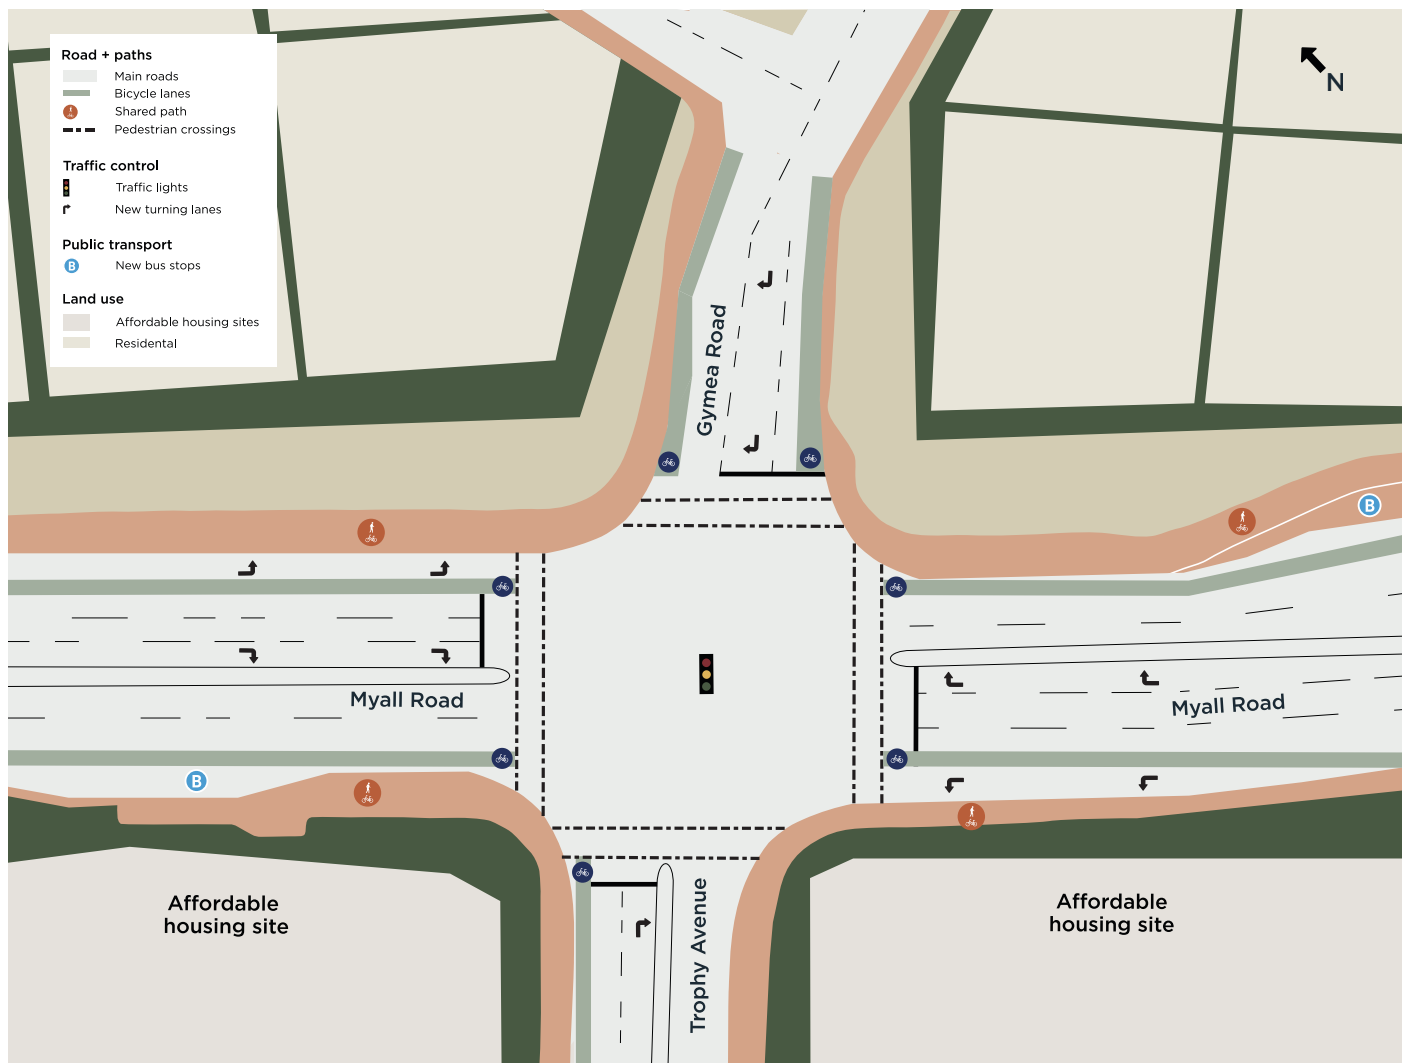 Road + paths
Main roads
Bicycle lanes
Shared path
Pedestrian crossings
Traffic control
Traffic lights
New turning lanes
Public transport
B New bus stops
Land use
Affordable housing sites
Residental
N
Gymea Road
B
Myall Road
Myall Road
B
Affordable
housing site
Affordable
housing site
Trophy Avenue